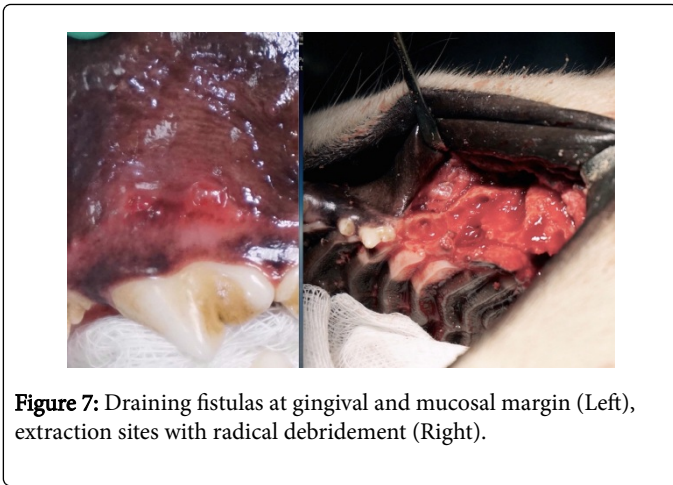 Figure 7: Draining fistulas at gingival and mucosal margin (Left),
extraction sites with radical debridement (Right).